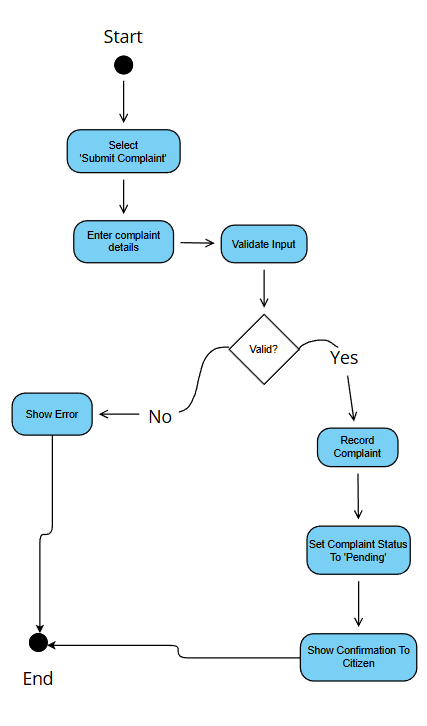 Start
Select
'Submit Complaint'
Enter complaint
details
Validate Input
Valid?
Yes
No
Show Error
Record
Complaint
Set Complaint Status
To 'Pending'
Show Confirmation To
Citizen
End